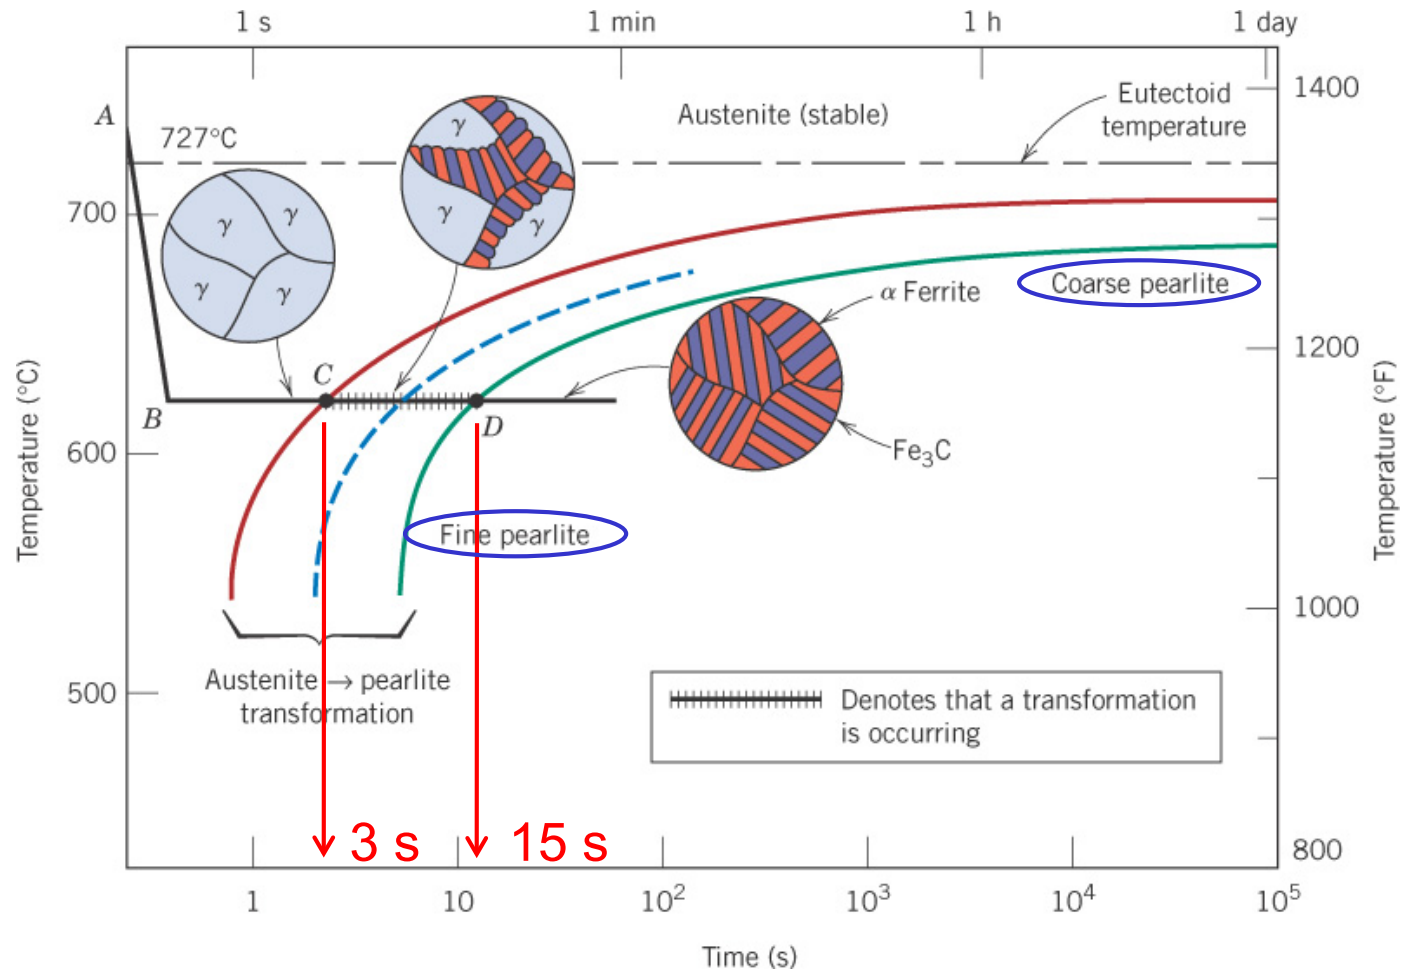 1 s
1 min
1 h
1 day
A
727°C
γ
Austenite (stable)
Eutectoid
temperature
1400
700
γ
γ
γ
γ
γ
γ
α Ferrite
Coarse pearlite
1200
C
B
D
600
Fe₃C
Fine pearlite
1000
Temperature (°C)
Temperature (°F)
Austenite → pearlite
transformation
500
Denotes that a transformation
is occurring
3 s
15 s
800
1
10
10²
10³
10⁴
10⁵
Time (s)